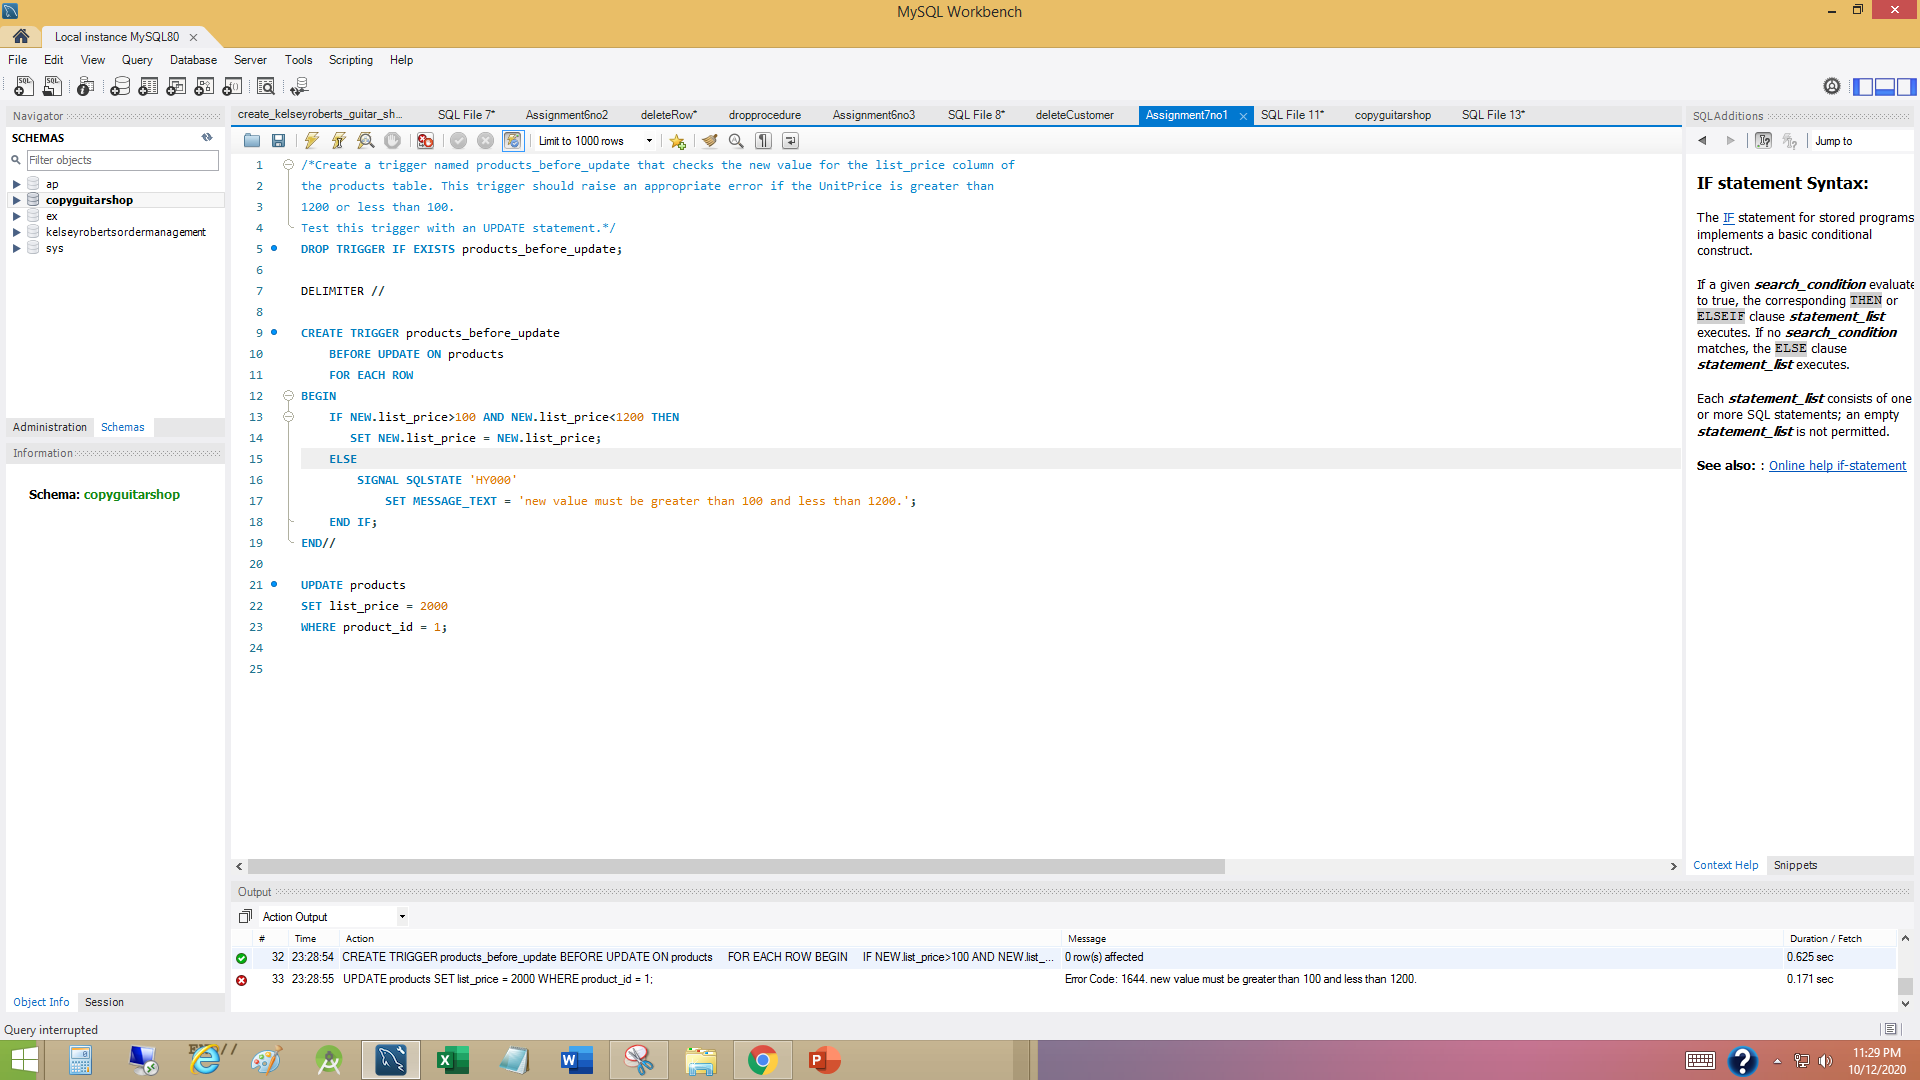 MySQL Workbench
Local instance MySQL80
File Edit View Query Database Server Tools Scripting Help
Navigator
SCHEMAS
Filter objects
ap
copyguitarshop
ex
kelseyrobertsordermanagement
sys
Administration Schemas
Information
Schema: copyguitarshop
Object Info Session
create_kelseyroberts_guitar_sh... SQL File 7* Assignment6no2 deleteRow* dropprocedure Assignment6no3 SQL File 8* deleteCustomer Assignment7no1 SQL File 11* copyguitarshop SQL File 13*
Limit to 1000 rows
1 /*Create a trigger named products_before_update that checks the new value for the list_price column of
2 the products table. This trigger should raise an appropriate error if the UnitPrice is greater than
3 1200 or less than 100.
4 Test this trigger with an UPDATE statement.*/
5 DROP TRIGGER IF EXISTS products_before_update;
6
7 DELIMITER //
8
9 CREATE TRIGGER products_before_update
10 BEFORE UPDATE ON products
11 FOR EACH ROW
12 BEGIN
13 IF NEW.list_price>100 AND NEW.list_price<1200 THEN
14 SET NEW.list_price = NEW.list_price;
15 ELSE
16 SIGNAL SQLSTATE 'HY000'
17 SET MESSAGE_TEXT = 'new value must be greater than 100 and less than 1200.';
18 END IF;
19 END//
20
21 UPDATE products
22 SET list_price = 2000
23 WHERE product_id = 1;
24
25
SQLAdditions
Jump to
IF statement Syntax:
The IF statement for stored programs
implements a basic conditional
construct.
If a given search_condition evaluate
to true, the corresponding THEN or
ELSEIF clause statement_list
executes. If no search_condition
matches, the ELSE clause
statement_list executes.
Each statement_list consists of one
or more SQL statements; an empty
statement_list is not permitted.
See also: : Online help if-statement
Context Help Snippets
Output
Action Output
# Time Action Message Duration / Fetch
32 23:28:54 CREATE TRIGGER products_before_update BEFORE UPDATE ON products FOR EACH ROW BEGIN IF NEW.list_price>100 AND NEW.list_... 0 row(s) affected 0.625 sec
33 23:28:55 UPDATE products SET list_price = 2000 WHERE product_id = 1; Error Code: 1644. new value must be greater than 100 and less than 1200. 0.171 sec
Query interrupted
END//
11:29 PM
10/12/2020